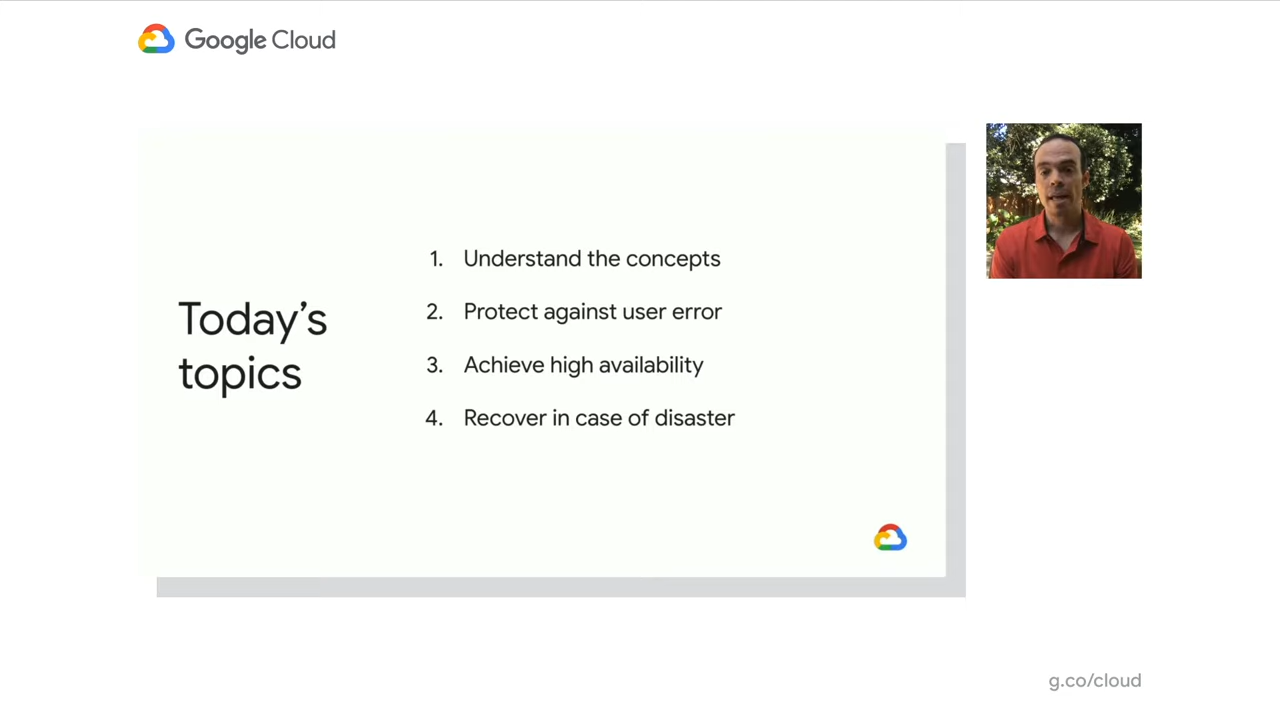 Google Cloud
Today’s
topics
1. Understand the concepts
2. Protect against user error
3. Achieve high availability
4. Recover in case of disaster
g.co/cloud